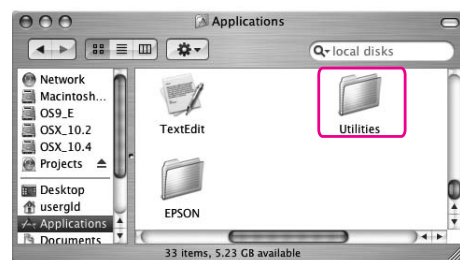 Applications
local disks
Network
Macintosh...
OS9_E
OSX_10.2
OSX_10.4
Projects
Desktop
usergld
Applications
Documents
TextEdit
Utilities
EPSON
33 items, 5.23 GB available